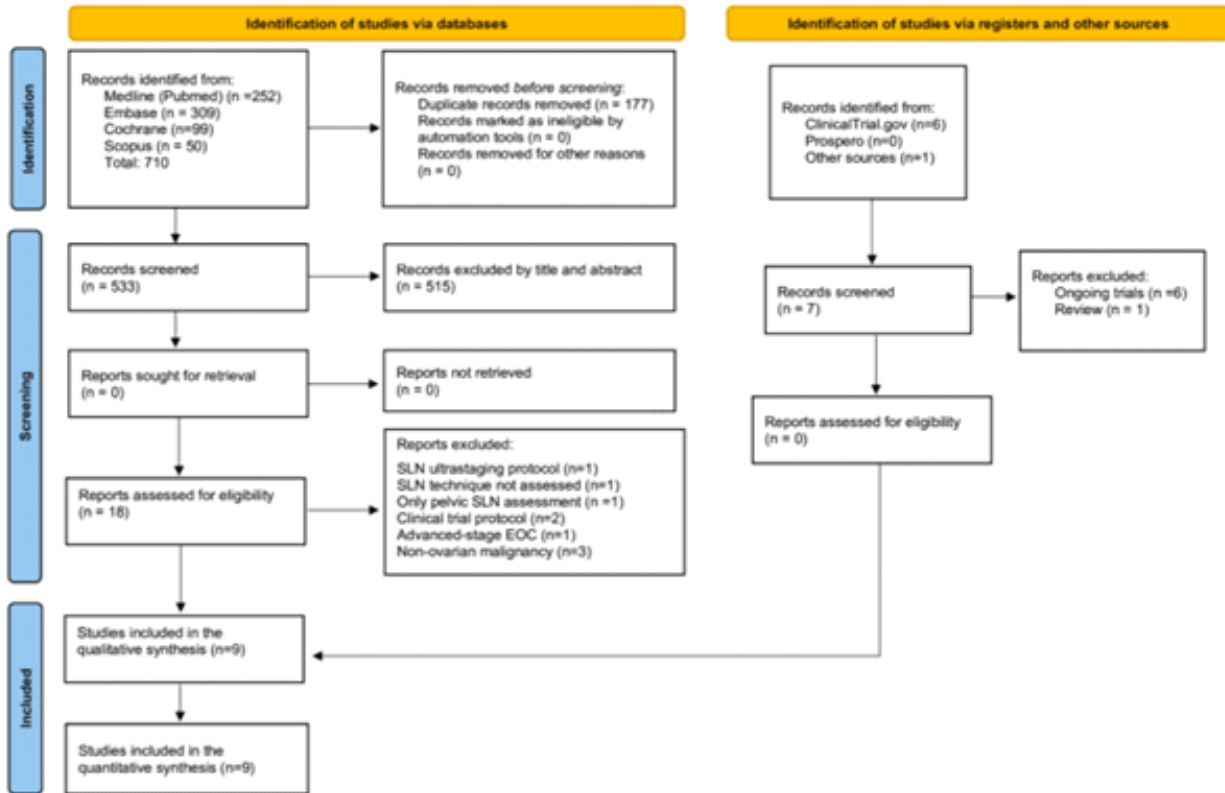 Identification of studies via databases
Identification of studies via registers and other sources
Identification
Records identified from:
Medline (Pubmed) (n =252)
Embase (n = 309)
Cochrane (n=99)
Scopus (n = 50)
Total: 710
Records removed before screening:
Duplicate records removed (n = 177)
Records marked as ineligible by
automation tools (n = 0)
Records removed for other reasons
(n = 0)
Records identified from:
ClinicalTrial.gov (n=6)
Prospero (n=0)
Other sources (n=1)
Screening
Records screened
(n = 533)
Records excluded by title and abstract
(n = 515)
Records screened
(n = 7)
Reports excluded:
Ongoing trials (n =6)
Review (n = 1)
Reports sought for retrieval
(n = 0)
Reports not retrieved
(n = 0)
Reports assessed for eligibility
(n = 0)
Reports assessed for eligibility
(n = 18)
Reports excluded:
SLN ultrastaging protocol (n=1)
SLN technique not assessed (n=1)
Only pelvic SLN assessment (n =1)
Clinical trial protocol (n=2)
Advanced-stage EOC (n=1)
Non-ovarian malignancy (n=3)
Included
Studies included in the
qualitative synthesis (n=9)
Studies included in the
quantitative synthesis (n=9)